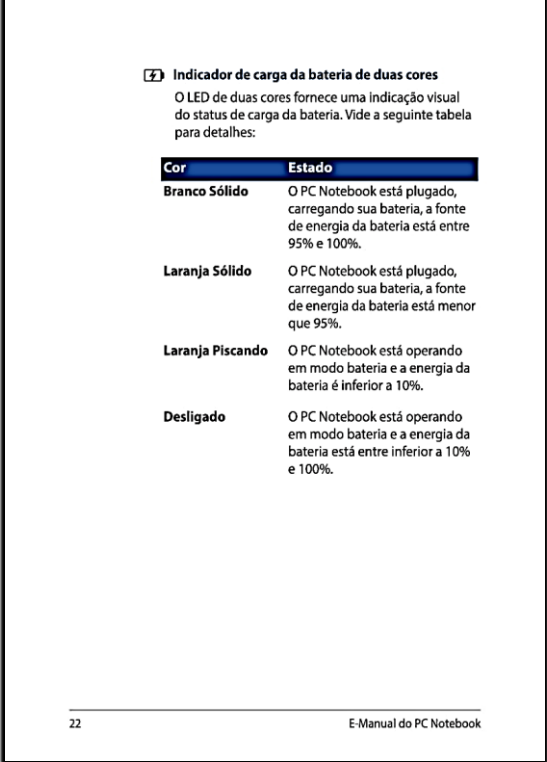 Indicador de carga da bateria de duas cores
O LED de duas cores fornece uma indicação visual
do status de carga da bateria. Vide a seguinte tabela
para detalhes:
Cor Estado
Branco Sólido O PC Notebook está plugado,
carregando sua bateria, a fonte
de energia da bateria está entre
95% e 100%.
Laranja Sólido O PC Notebook está plugado,
carregando sua bateria, a fonte
de energia da bateria está menor
que 95%.
Laranja Piscando O PC Notebook está operando
em modo bateria e a energia da
bateria é inferior a 10%.
Desligado O PC Notebook está operando
em modo bateria e a energia da
bateria está entre inferior a 10%
e 100%.
22 E-Manual do PC Notebook